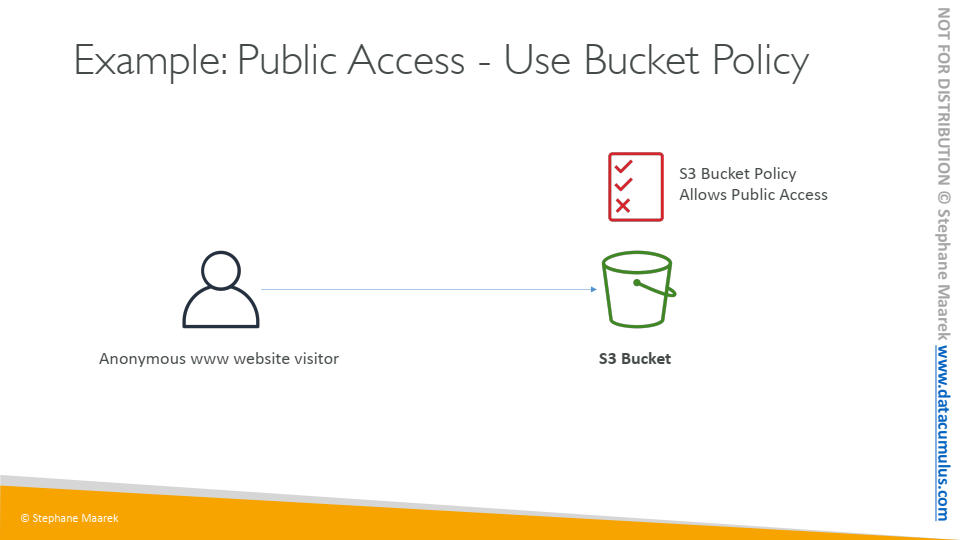 Example: Public Access - Use Bucket Policy
S3 Bucket Policy
Allows Public Access
Anonymous www website visitor
S3 Bucket
© Stephane Maarek
NOT FOR DISTRIBUTION © Stephane Maarek www.datacumulus.com